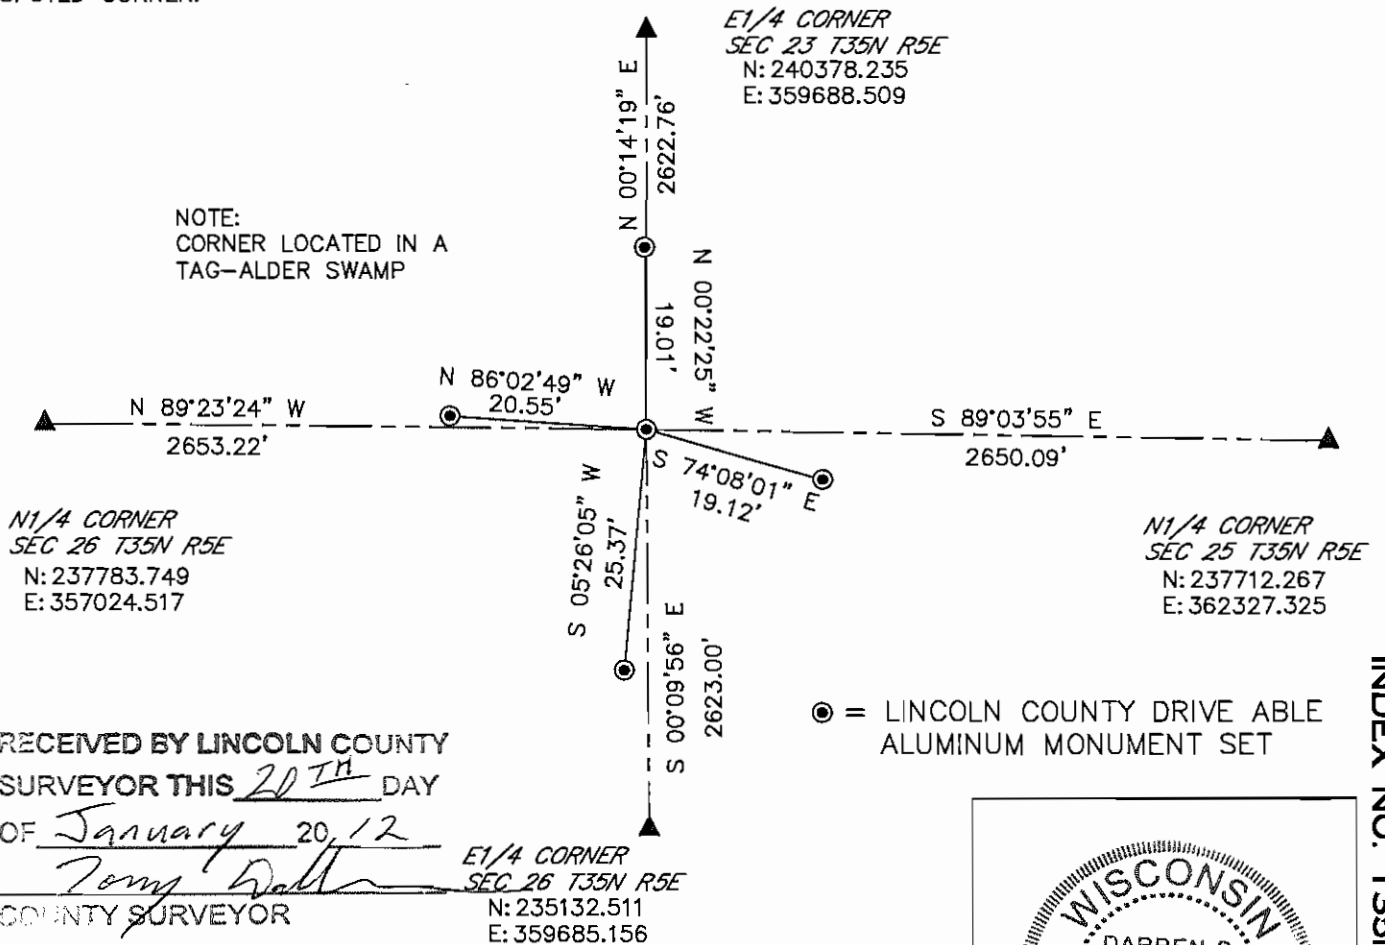 E1/4 CORNER
SEC 23 T35N R5E
N: 240378.235
E: 359688.509
N 00°14'19" E
2622.76'
NOTE:
CORNER LOCATED IN A
TAG-ALDER SWAMP
N 00°22'25" W
19.01'
N 86°02'49" W
20.55'
N 89°23'24" W
2653.22'
S 89°03'55" E
2650.09'
S 74°08'01" E
19.12'
S 05°26'05" W
25.37'
N1/4 CORNER
SEC 26 T35N R5E
N: 237783.749
E: 357024.517
N1/4 CORNER
SEC 25 T35N R5E
N: 237712.267
E: 362327.325
S 00°09'56" E
2623.00'
= LINCOLN COUNTY DRIVE ABLE
ALUMINUM MONUMENT SET
RECEIVED BY LINCOLN COUNTY
SURVEYOR THIS 20TH DAY
OF January 20,12
Tony
COUNTY SURVEYOR
E1/4 CORNER
SEC 26 T35N R5E
N: 235132.511
E: 359685.156
INDEX NO.
WISCONSIN